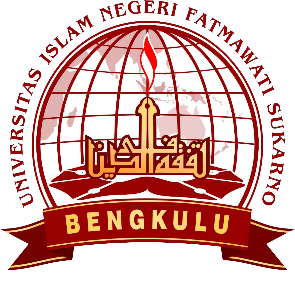 UNIVERSITAS ISLAM NEGERI FATMAWATI SUKARNO
BENGKULU